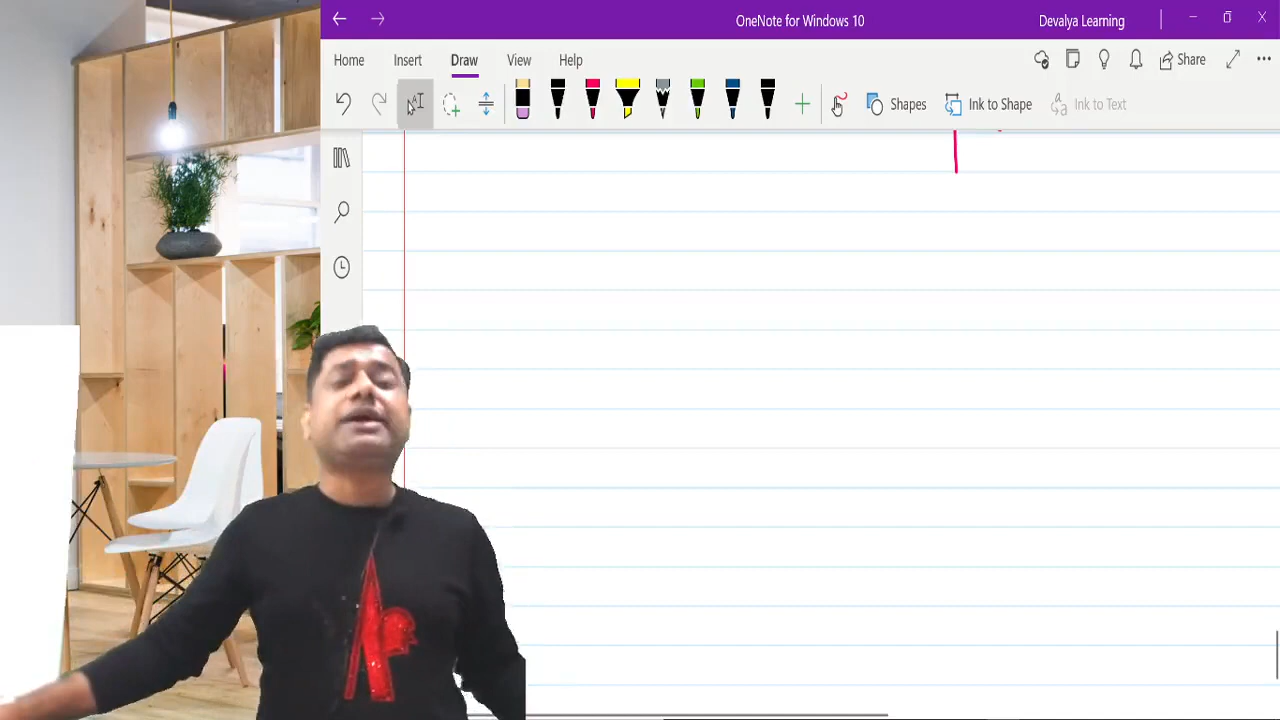 OneNote for Windows 10
Devalya Learning
Home
Insert
Draw
View
Help
Share
Shapes
Ink to Shape
Ink to Text